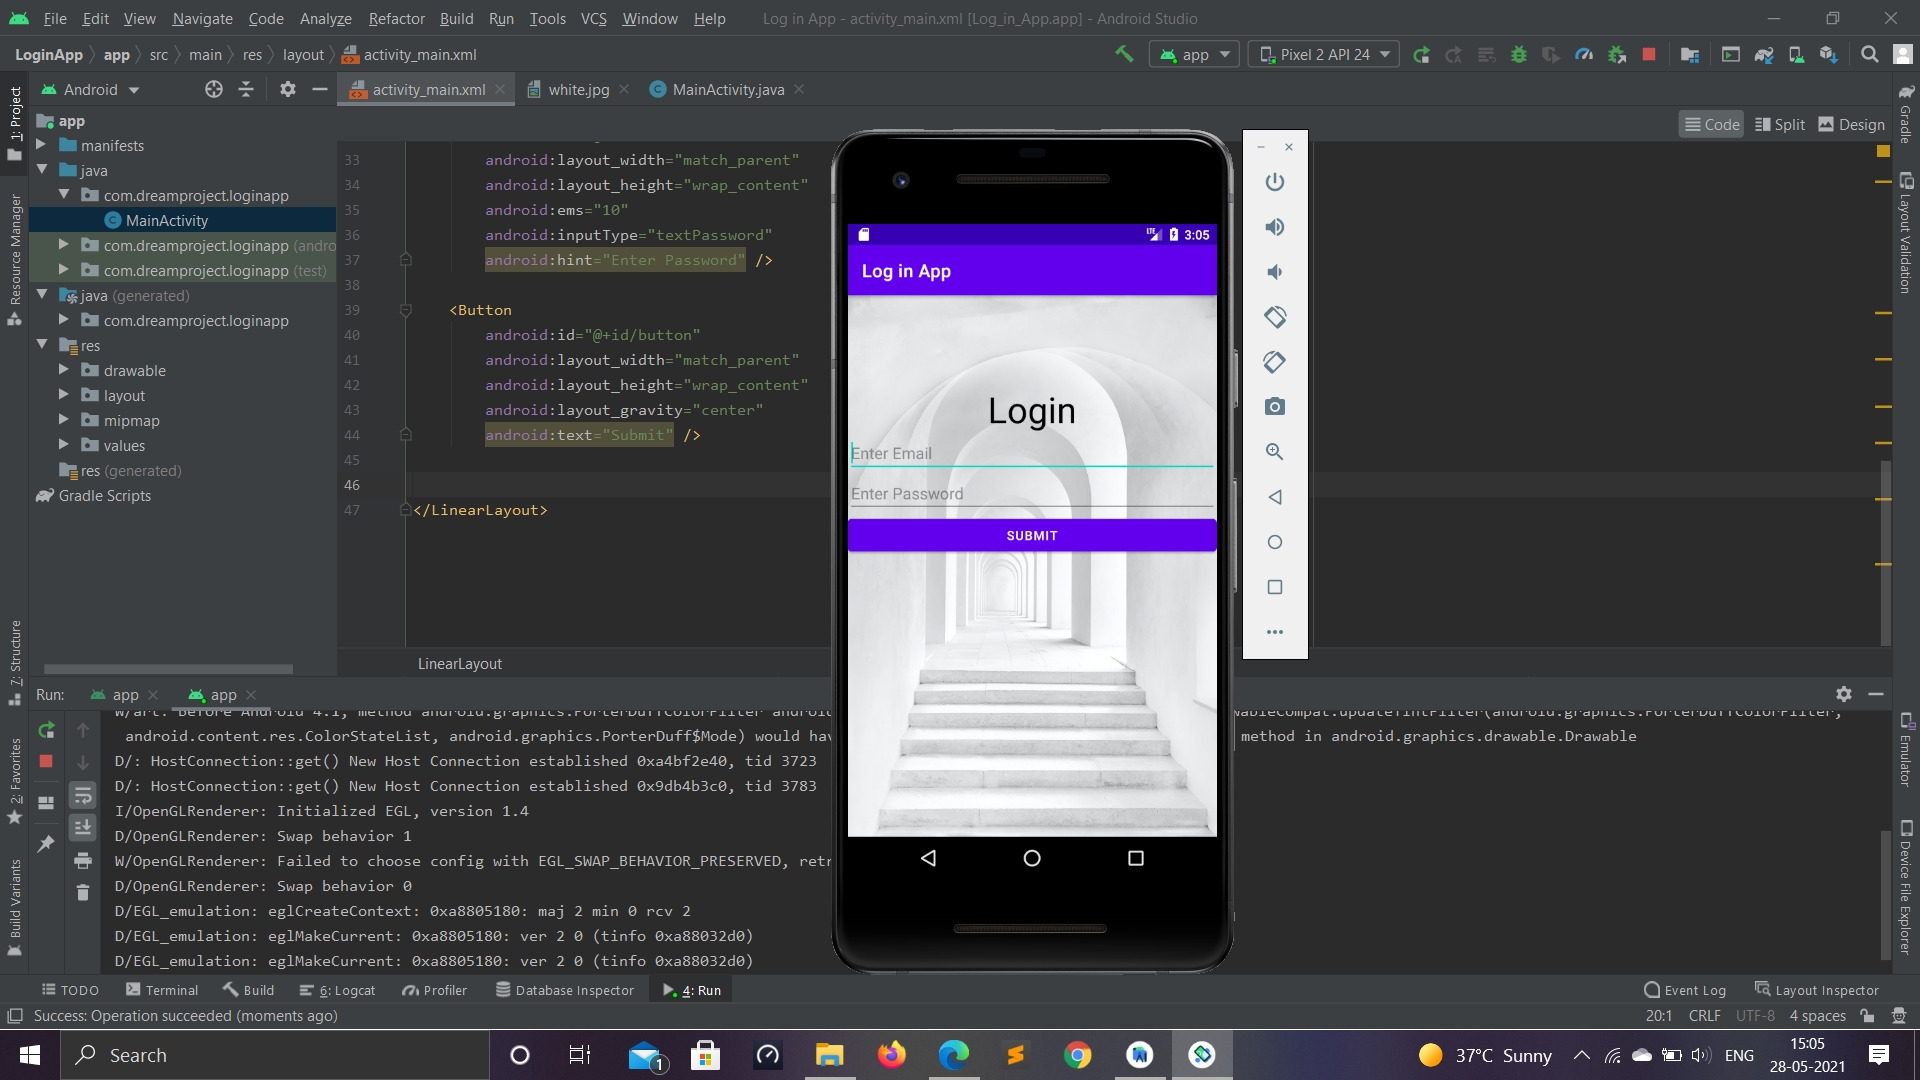 File Edit View Navigate Code Analyze Refactor Build Run Tools VCS Window Help Log in App - activity_main.xml [Log_in_App.app] - Android Studio
LoginApp app src main res layout activity_main.xml app Pixel 2 API 24
Android activity_main.xml white.jpg MainActivity.java
Code Split Design
1: Project
Resource Manager
7: Structure
2: Favorites
Build Variants
app
manifests
java
com.dreamproject.loginapp
MainActivity
com.dreamproject.loginapp (andro
com.dreamproject.loginapp (test)
java (generated)
com.dreamproject.loginapp
res
drawable
layout
mipmap
values
res (generated)
Gradle Scripts
33 android:layout_width="match_parent"
34 android:layout_height="wrap_content"
35 android:ems="10"
36 android:inputType="textPassword"
37 android:hint="Enter Password" />
38
39 <Button
40 android:id="@+id/button"
41 android:layout_width="match_parent"
42 android:layout_height="wrap_content"
43 android:layout_gravity="center"
44 android:text="Submit" />
45
46
47 </LinearLayout>
LinearLayout
LTE 3:05
Log in App
Login
Enter Email
Enter Password
SUBMIT
Gradle
Layout Validation
Emulator
Device File Explorer
Run: app app
W/art: Before Android 4.1, method android.graphics.PorterDuffColorFilter androi wableCompat.updateTintFilter(android.graphics.PorterDuffColorFilter,
android.content.res.ColorStateList, android.graphics.PorterDuff$Mode) would hav method in android.graphics.drawable.Drawable
D/: HostConnection::get() New Host Connection established 0xa4bf2e40, tid 3723
D/: HostConnection::get() New Host Connection established 0x9db4b3c0, tid 3783
I/OpenGLRenderer: Initialized EGL, version 1.4
D/OpenGLRenderer: Swap behavior 1
W/OpenGLRenderer: Failed to choose config with EGL_SWAP_BEHAVIOR_PRESERVED, retr
D/OpenGLRenderer: Swap behavior 0
D/EGL_emulation: eglCreateContext: 0xa8805180: maj 2 min 0 rcv 2
D/EGL_emulation: eglMakeCurrent: 0xa8805180: ver 2 0 (tinfo 0xa88032d0)
D/EGL_emulation: eglMakeCurrent: 0xa8805180: ver 2 0 (tinfo 0xa88032d0)
TODO Terminal Build 6: Logcat Profiler Database Inspector 4: Run Event Log Layout Inspector
Success: Operation succeeded (moments ago) 20:1 CRLF UTF-8 4 spaces
Search 1 37°C Sunny ENG 15:05
28-05-2021